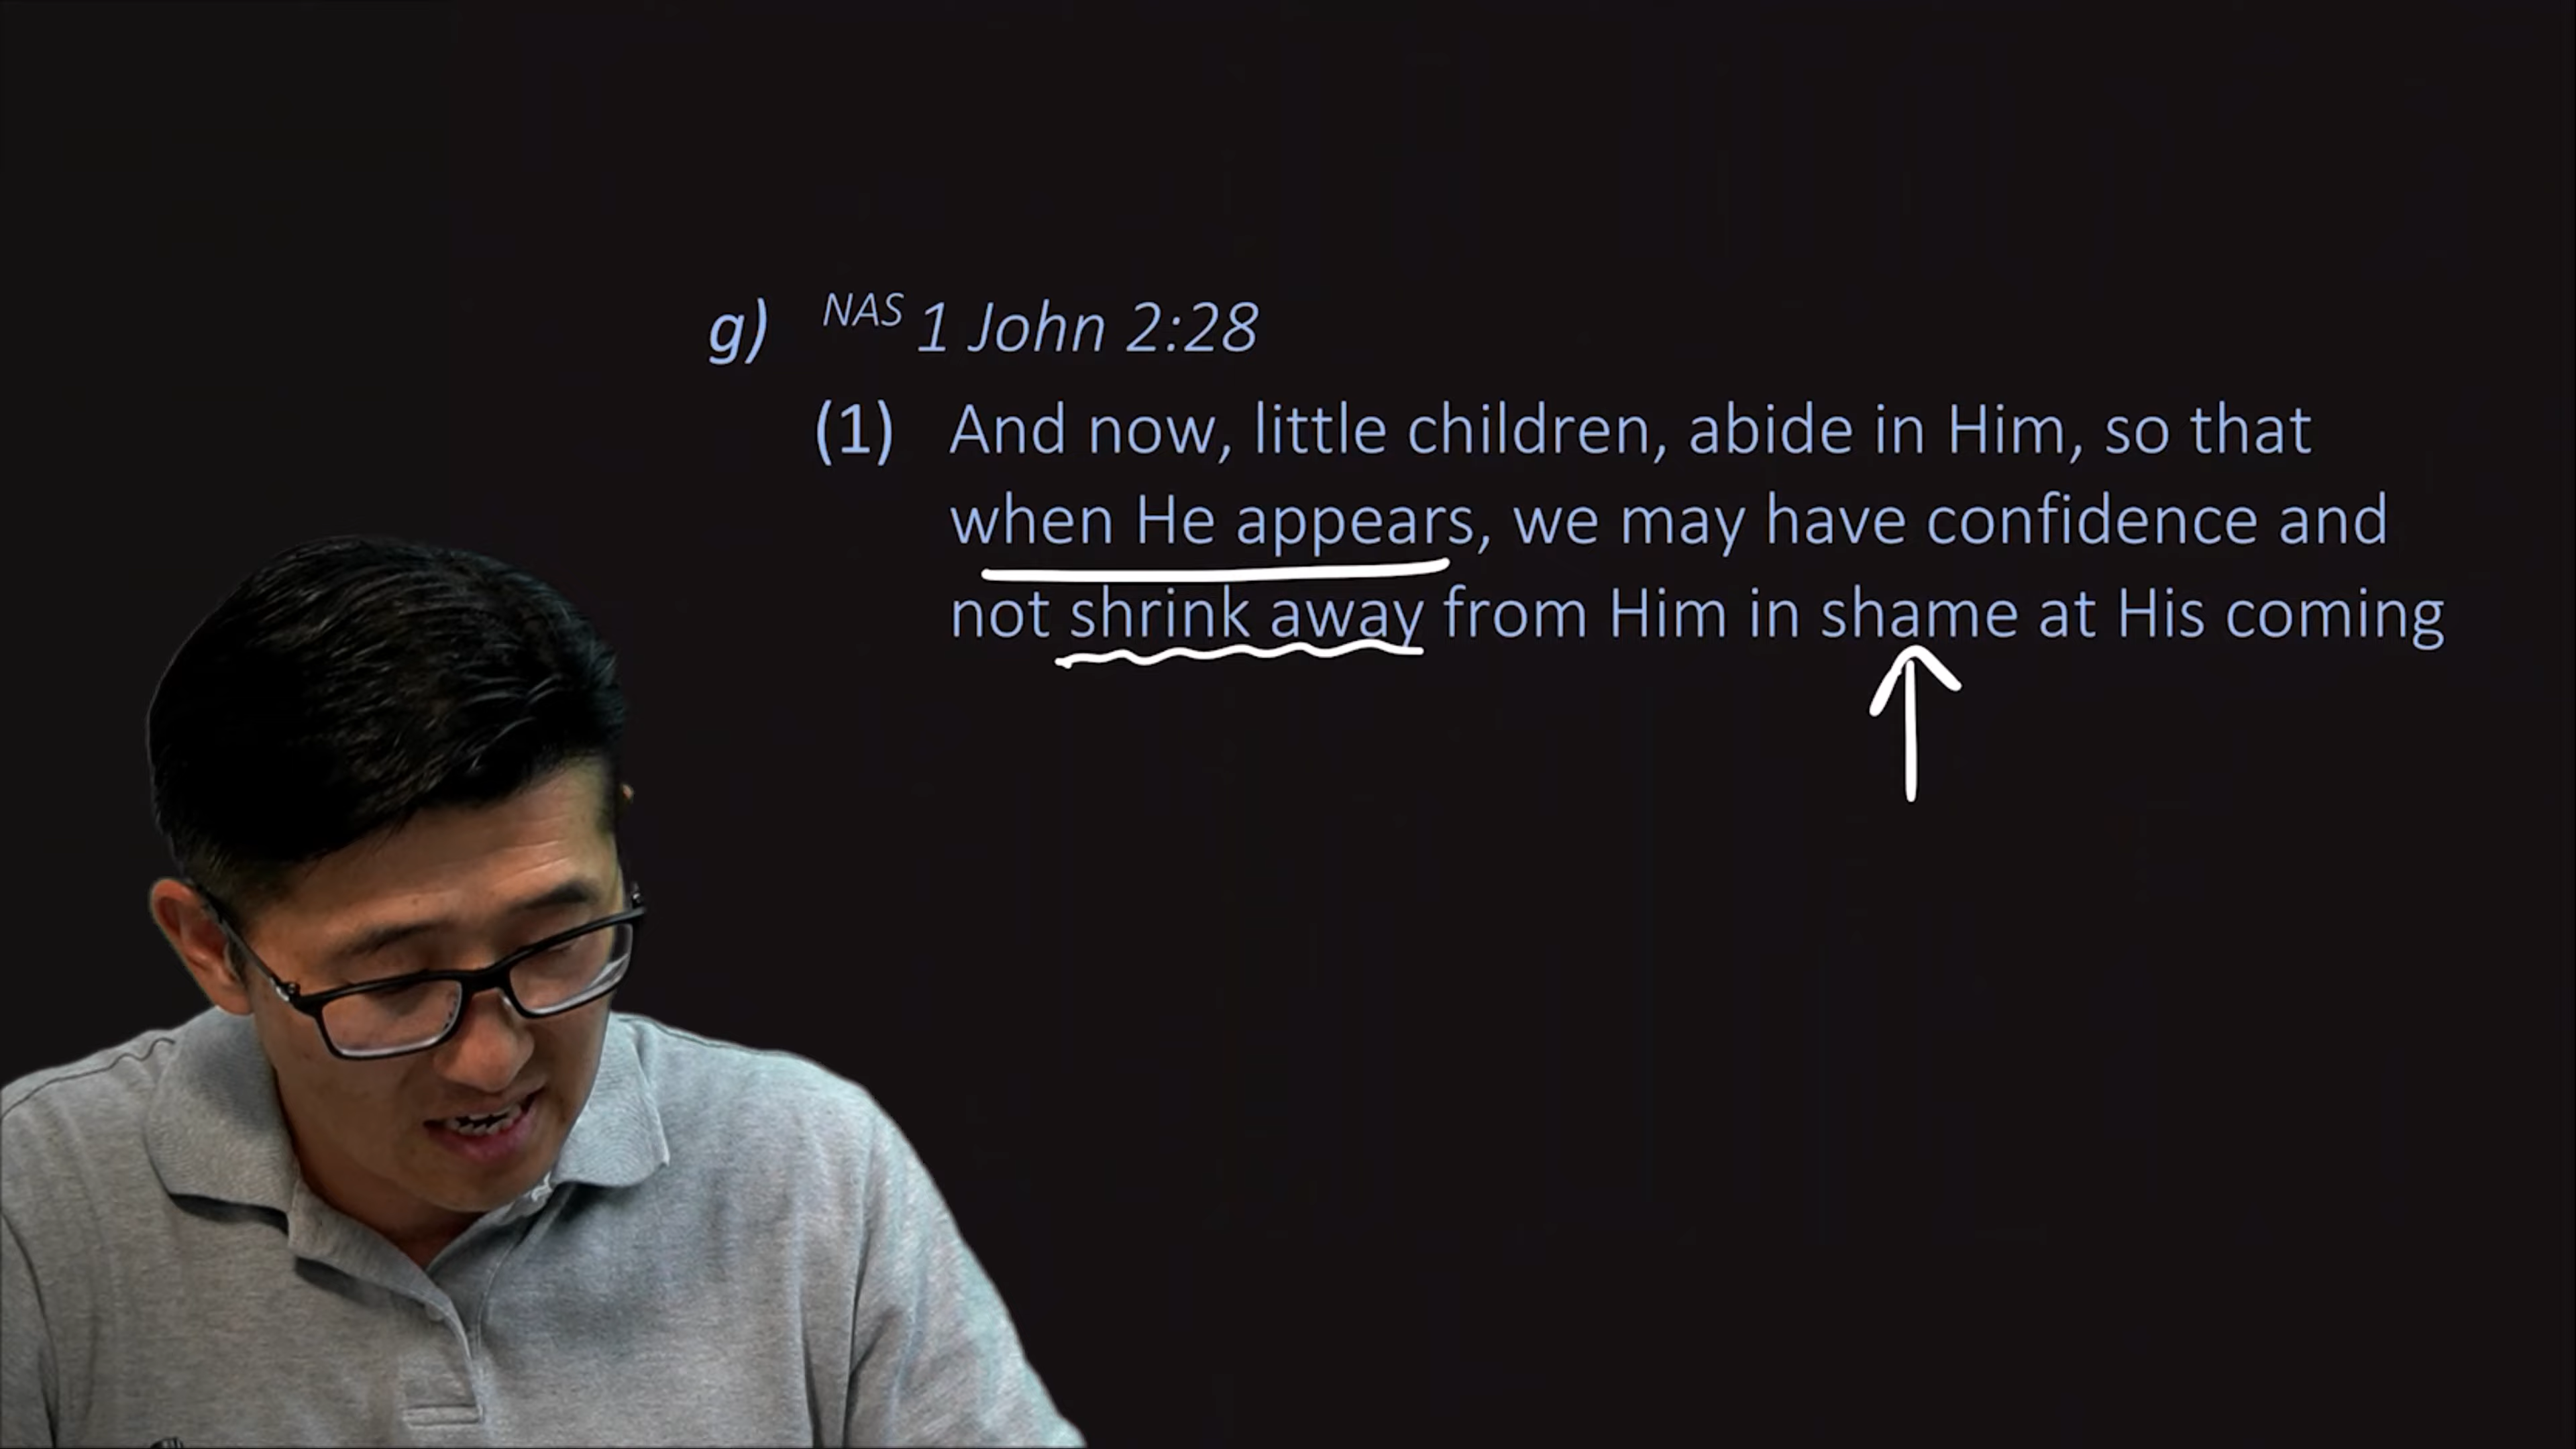 g) NAS 1 John 2:28
(1) And now, little children, abide in Him, so that
when He appears, we may have confidence and
not shrink away from Him in shame at His coming